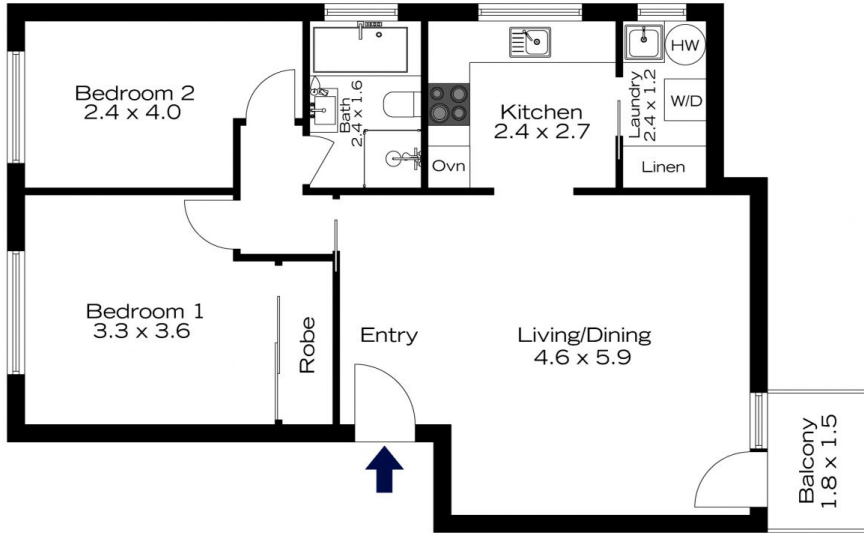 Bedroom 2
2.4 x 4.0
Bath
2.4 x 1.6
Kitchen
2.4 x 2.7
Ovn
Laundry
2.4 x 1.2
HW
W/D
Linen
Bedroom 1
3.3 x 3.6
Robe
Entry
Living/Dining
4.6 x 5.9
Balcony
1.8 x 1.5